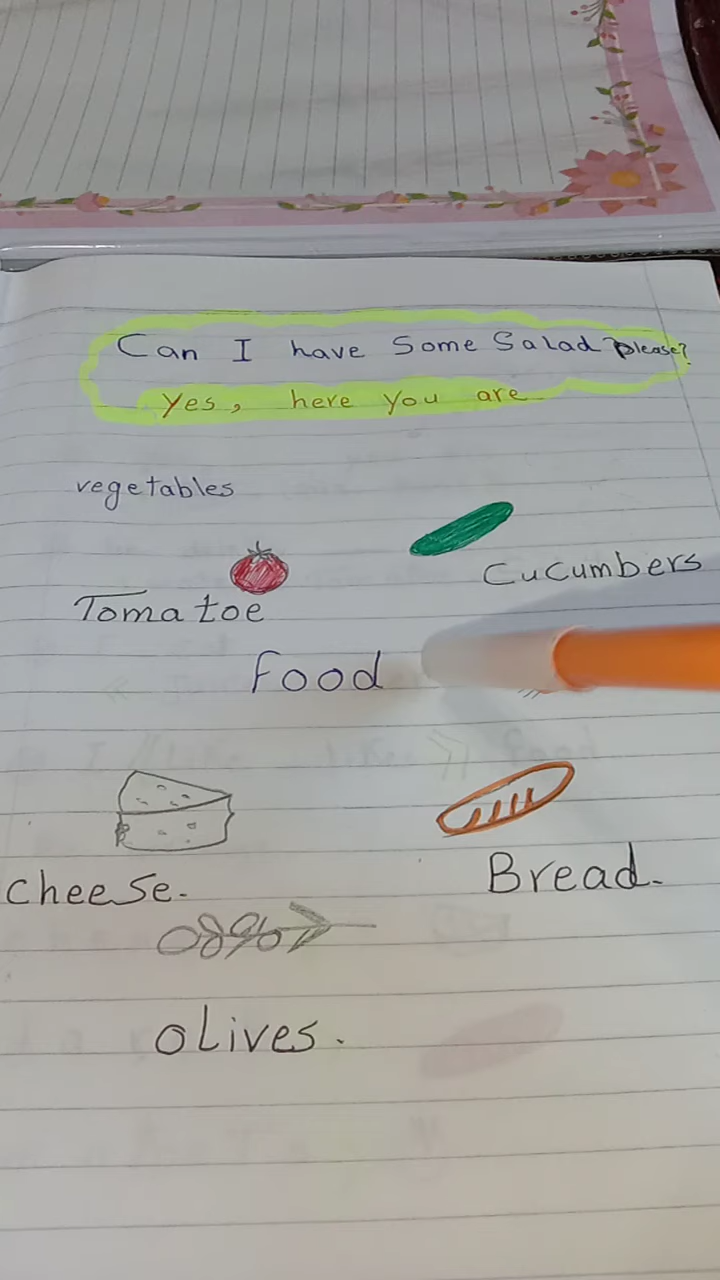 Can I have Some Salad? please?
Yes, here you are
vegetables
Cucumbers
Tomatoe
Food
Cheese.
Bread.
oLives.